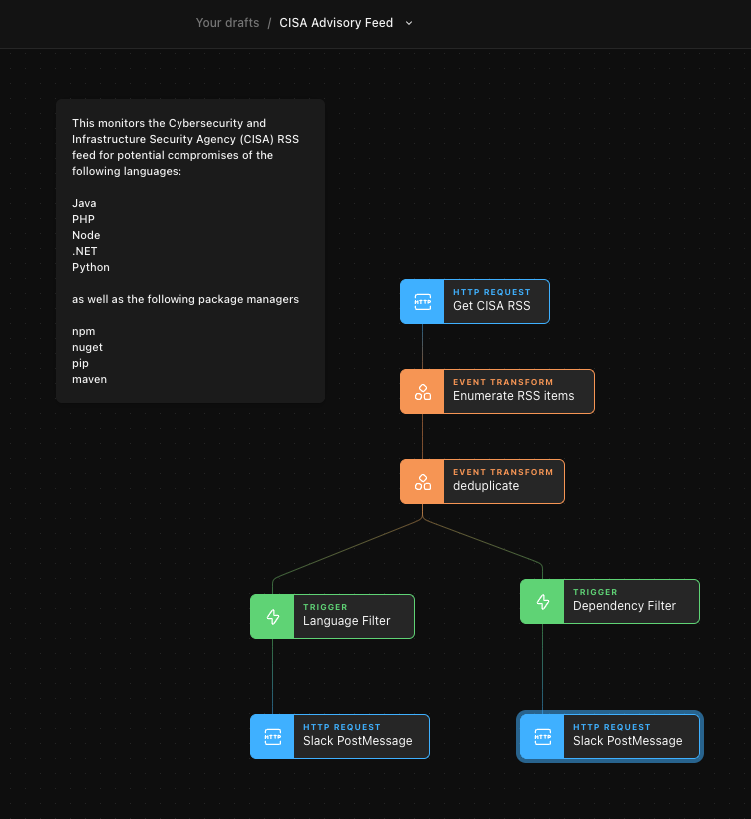 Your drafts / CISA Advisory Feed
This monitors the Cybersecurity and
Infrastructure Security Agency (CISA) RSS
feed for potential compromises of the
following languages:
Java
PHP
Node
.NET
Python
as well as the following package managers
npm
nuget
pip
maven
HTTP
HTTP REQUEST
Get CISA RSS
EVENT TRANSFORM
Enumerate RSS items
EVENT TRANSFORM
deduplicate
TRIGGER
Language Filter
TRIGGER
Dependency Filter
HTTP
HTTP REQUEST
Slack PostMessage
HTTP
HTTP REQUEST
Slack PostMessage